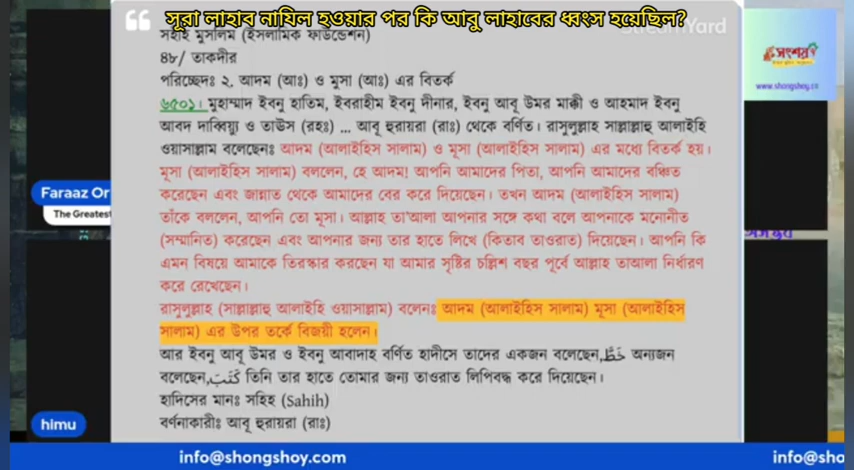 সূরা লাহাব নাযিল হওয়ার পর কি আবু লাহাবের ধ্বংস হয়েছিল?
StreamYard
সহীহ মুসলিম (ইসলামিক ফাউন্ডেশন)
৪৮/ তাকদীর
পরিচ্ছেদঃ ২. আদম (আঃ) ও মুসা (আঃ) এর বিতর্ক
৬৫০১। মুহাম্মাদ ইবনু হাতিম, ইবরাহীম ইবনু দীনার, ইবনু আবূ উমর মাক্কী ও আহমাদ ইবনু
আবদ দাব্বিয়্যু ও তাউস (রহঃ) ... আবূ হুরায়রা (রাঃ) থেকে বর্ণিত। রাসুলুল্লাহ সাল্লাল্লাহু আলাইহি
ওয়াসাল্লাম বলেছেনঃ আদম (আলাইহিস সালাম) ও মূসা (আলাইহিস সালাম) এর মধ্যে বিতর্ক হয়।
মূসা (আলাইহিস সালাম) বললেন, হে আদম! আপনি আমাদের পিতা, আপনি আমাদের বঞ্চিত
করেছেন এবং জান্নাত থেকে আমাদের বের করে দিয়েছেন। তখন আদম (আলাইহিস সালাম)
তাঁকে বললেন, আপনি তো মূসা। আল্লাহ তা'আলা আপনার সঙ্গে কথা বলে আপনাকে মনোনীত
(সম্মানিত) করেছেন এবং আপনার জন্য তার হাতে লিখে (কিতাব তাওরাত) দিয়েছেন। আপনি কি
এমন বিষয়ে আমাকে তিরস্কার করছেন যা আমার সৃষ্টির চল্লিশ বছর পূর্বে আল্লাহ তাআলা নির্ধারণ
করে রেখেছেন।
রাসুলুল্লাহ (সাল্লাল্লাহু আলাইহি ওয়াসাল্লাম) বলেনঃ আদম (আলাইহিস সালাম) মূসা (আলাইহিস
সালাম) এর উপর তর্কে বিজয়ী হলেন।
আর ইবনু আবূ উমর ও ইবনু আবাদাহ বর্ণিত হাদীসে তাদের একজন বলেছেন,خَطَّ অন্যজন
বলেছেন,كَتَبَ তিনি তার হাতে তোমার জন্য তাওরাত লিপিবদ্ধ করে দিয়েছেন।
হাদিসের মানঃ সহিহ (Sahih)
বর্ণনাকারীঃ আবূ হুরায়রা (রাঃ)
Faraaz Or
The Greatest
himu
সংশয়
www.shongshoy.com
info@shongshoy.com
info@sho